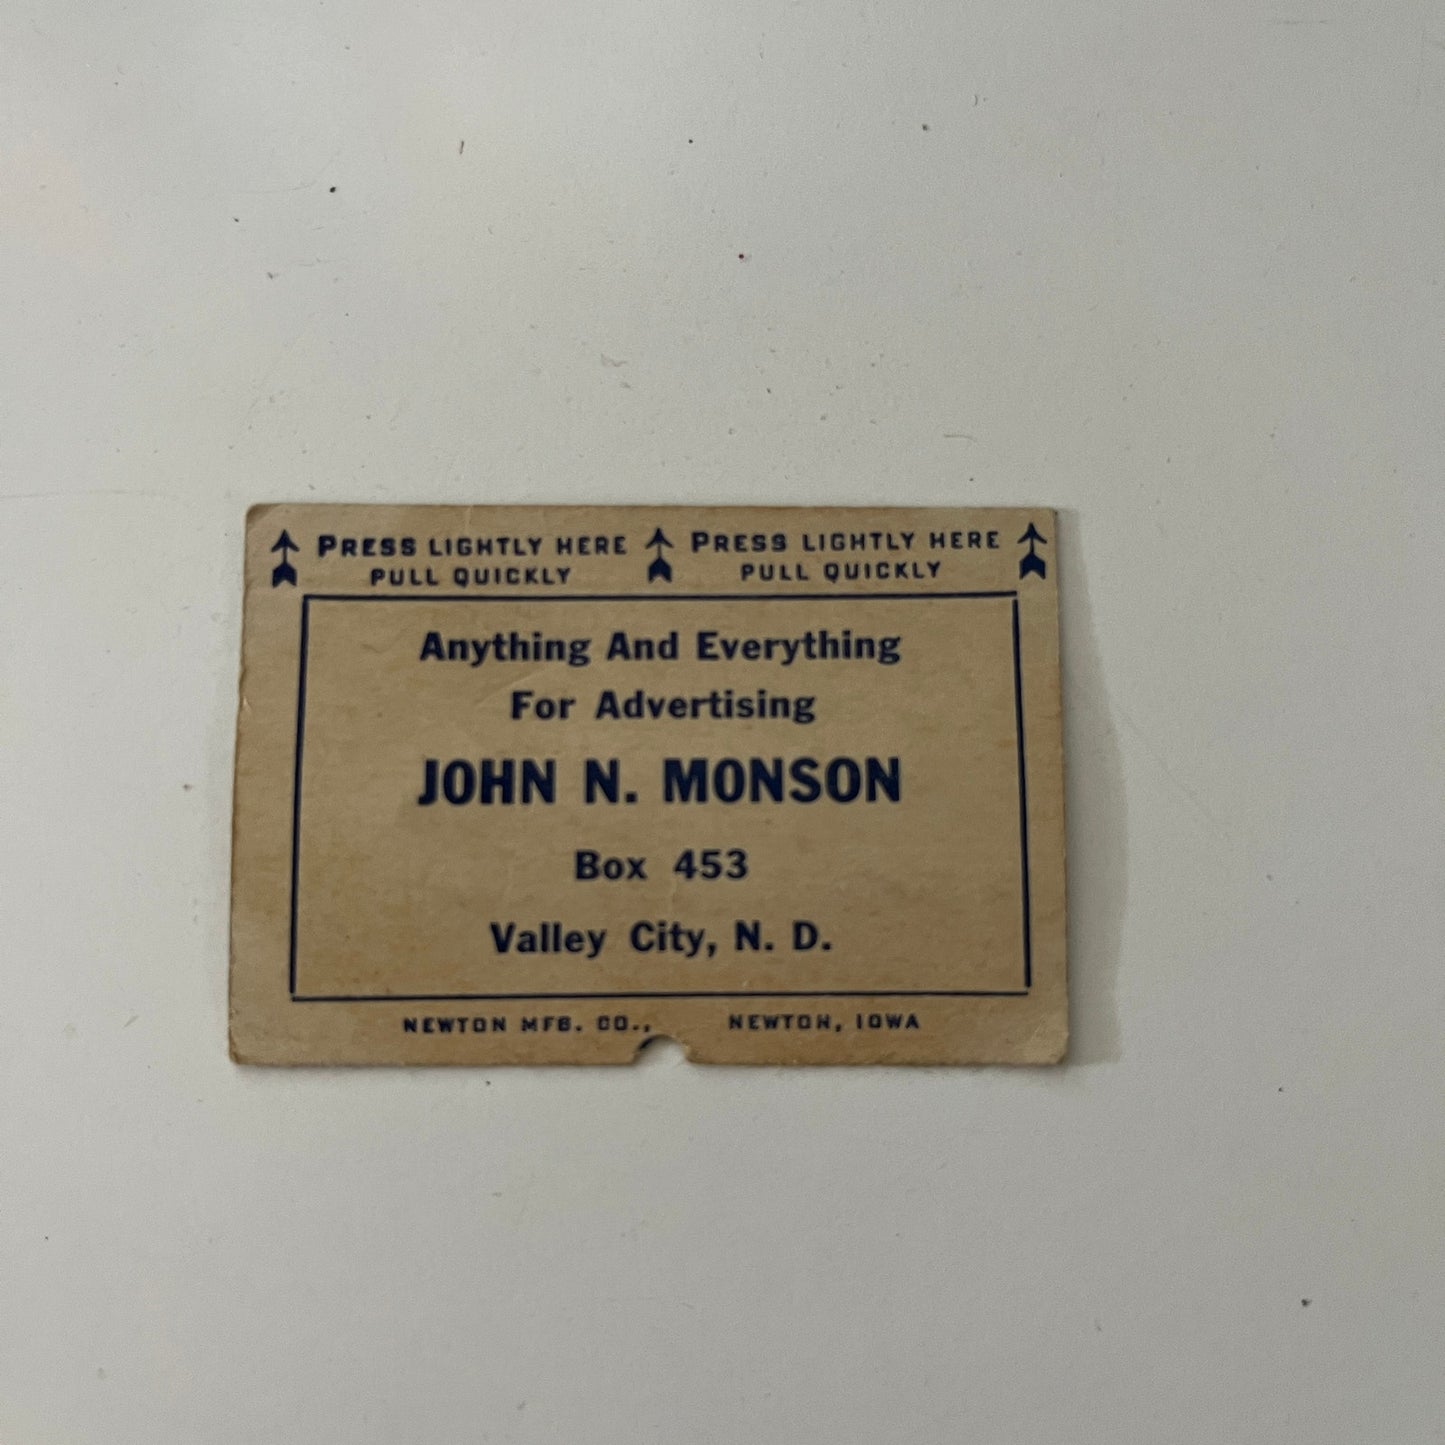 PRESS LIGHTLY HERE PRESS LIGHTLY HERE
PULL QUICKLY PULL QUICKLY
Anything And Everything
For Advertising
JOHN N. MONSON
Box 453
Valley City, N. D.
NEWTON MFG. CO., NEWTON, IOWA